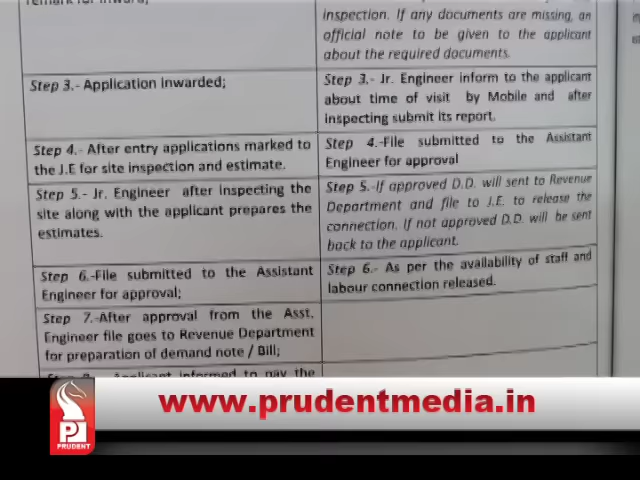 remark for inward;
Step 3.- Application inwarded;
Step 4.- After entry applications marked to
the J.E for site inspection and estimate.
Step 5.- Jr. Engineer after inspecting the
site along with the applicant prepares the
estimates.
Step 6.-File submitted to the Assistant
Engineer for approval;
Step 7.-After approval from the Asst.
Engineer file goes to Revenue Department
for preparation of demand note / Bill;
Applicant informed to pay the
inspection. If any documents are missing, an
official note to be given to the applicant
about the required documents.
Step 3.- Jr. Engineer inform to the applicant
about time of visit by Mobile and after
inspecting submit its report.
Step 4.-File submitted to the Assistant
Engineer for approval
Step 5.-If approved D.D. will sent to Revenue
Department and file to J.E. to release the
connection. If not approved D.D. will be sent
back to the applicant.
Step 6.- As per the availability of staff and
labour connection released.
www.prudentmedia.in
PRUDENT